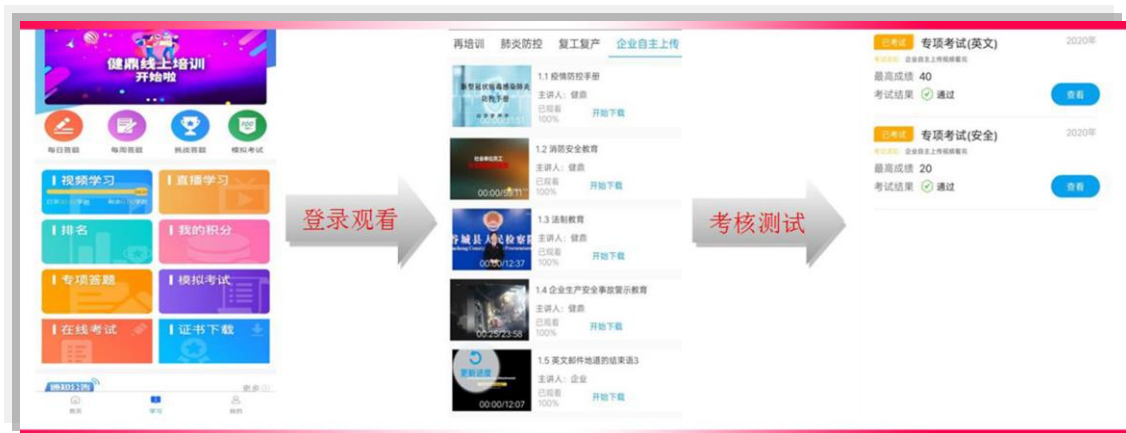 健鼎线上培训
开始啦
每日答题
每周答题
挑战答题
模拟考试
视频学习
直播学习
排名
我的积分
专项答题
模拟考试
在线考试
证书下载
通知公告
更多
首页
学习
我的
登录观看
再培训 肺炎防控 复工复产 企业自主上传
1.1 疫情防控手册
主讲人：健鼎
已观看
100%
开始下载
1.2 消防安全教育
主讲人：健鼎
已观看
100%
开始下载
00:00/59:11
1.3 法制教育
主讲人：健鼎
已观看
100%
开始下载
00:00/12:37
1.4 企业生产安全事故警示教育
主讲人：健鼎
已观看
100%
开始下载
00:25/23:58
1.5 英文邮件地道的结束语3
主讲人：企业
已观看
100%
开始下载
更新进度
00:00/12:07
考核测试
已考试 专项考试(英文) 2020年
企业自主上传视频看完
最高成绩 40
考试结果 通过
查看
已考试 专项考试(安全) 2020年
企业自主上传视频看完
最高成绩 20
考试结果 通过
查看